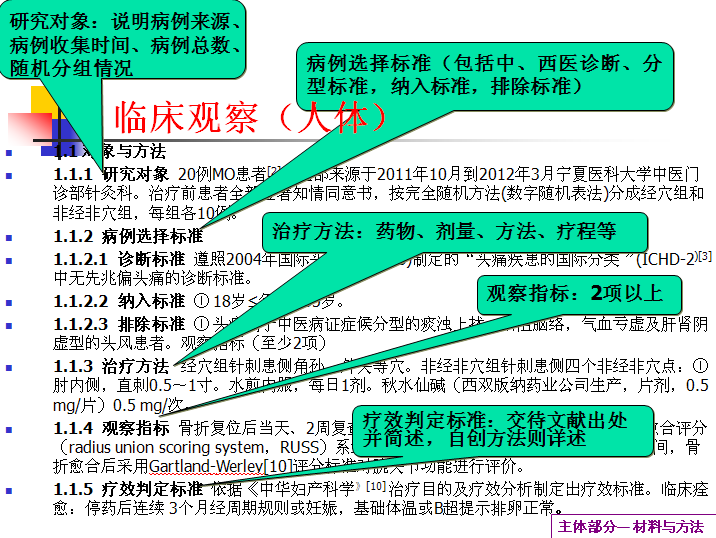 研究对象：说明病例来源、
病例收集时间、病例总数、
随机分组情况
病例选择标准（包括中、西医诊断、分
型标准，纳入标准，排除标准）
临床观察（人体）
1.1 对象与方法
1.1.1 研究对象 20例MO患者[2] 部来源于2011年10月到2012年3月宁夏医科大学中医门
诊部针灸科。治疗前患者全部签署知情同意书，按完全随机方法(数字随机表法)分成经穴组和
非经非穴组，每组各10例。
1.1.2 病例选择标准
治疗方法：药物、剂量、方法、疗程等
1.1.2.1 诊断标准 遵照2004年国际头 制定的“头痛疾患的国际分类 ”(ICHD-2)[3]
中无先兆偏头痛的诊断标准。
观察指标：2项以上
1.1.2.2 纳入标准 ①18岁≤ 岁。
1.1.2.3 排除标准 ①头 中医病证症候分型的痰浊上扰 脑络，气血亏虚及肝肾阴
虚型的头风患者。观察指标（至少2项）
1.1.3 治疗方法 经穴组针刺患侧角孙、外关等穴。非经非穴组针刺患侧四个非经非穴点：①
肘内侧，直刺0.5～1寸。水煎内服，每日1剂。秋水仙碱（西双版纳药业公司生产，片剂，0.5
mg/片）0.5 mg/次。
疗效判定标准：交待文献出处
并简述，自创方法则详述
1.1.4 观察指标 骨折复位后当天、2周复 合评分
（radius union scoring system，RUSS）系 间，骨
折愈合后采用Gartland-Werley[10]评分标准对腕关节功能进行评价。
1.1.5 疗效判定标准 依据《中华妇产科学》[10]治疗目的及疗效分析制定出疗效标准。临床痊
愈：停药后连续 3个月经周期规则或妊娠，基础体温或B超提示排卵正常。
主体部分—材料与方法